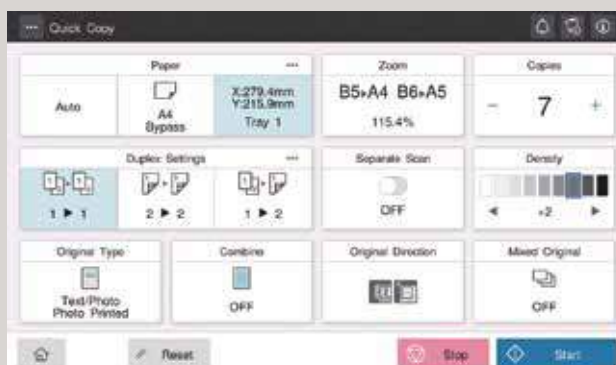 Quick Copy
Paper
Auto
A4
Bypass
X:279.4mm
Y:215.9mm
Tray 1
Zoom
B5▸A4 B6▸A5
115.4%
Copies
- 7 +
Duplex Settings
1 ▶ 1
2 ▶ 2
1 ▶ 2
Separate Scan
OFF
Density
◀ +2 ▶
Original Type
Text/Photo
Photo Printed
Combine
OFF
Original Direction
Mixed Original
OFF
Reset
Stop
Start